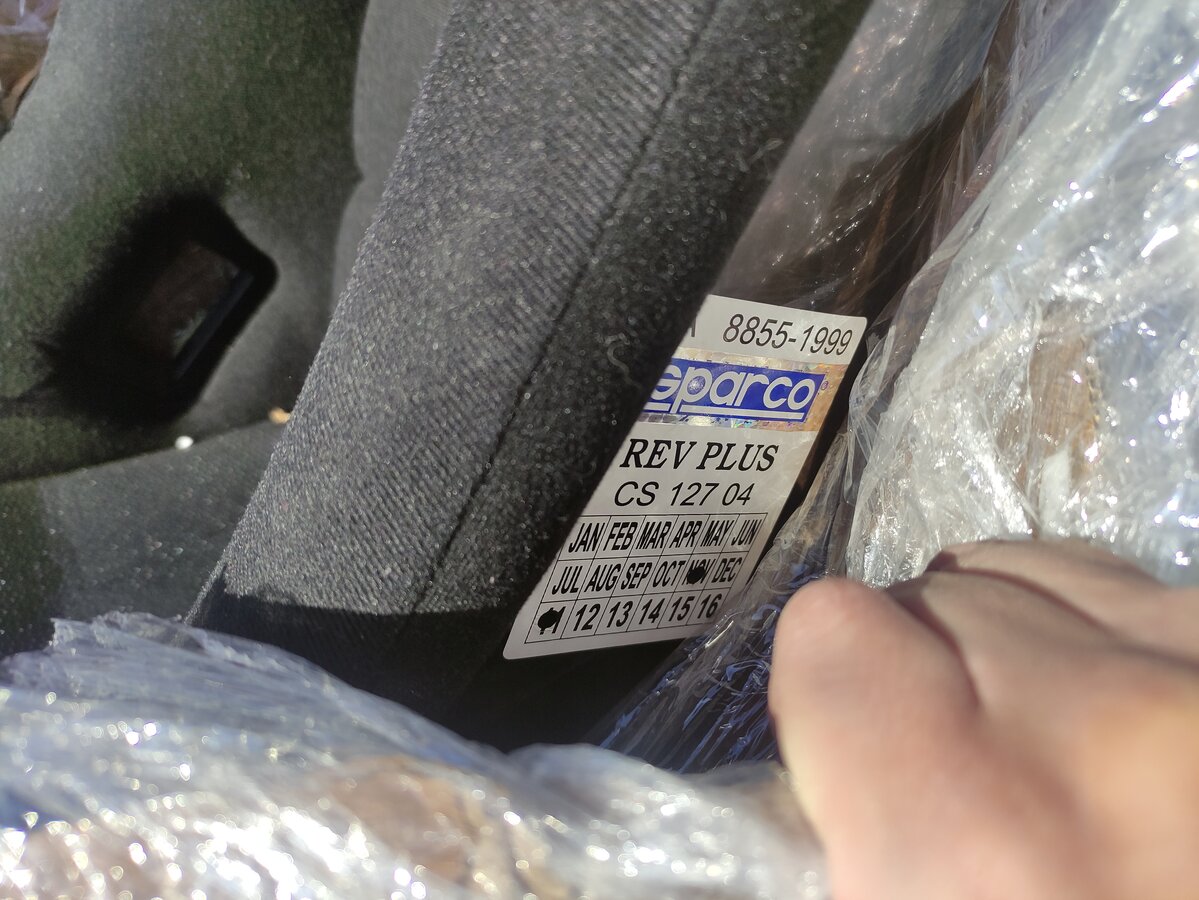 8855-1999
sparco
REV PLUS
CS 127 04
JAN FEB MAR APR MAY JUN
JUL AUG SEP OCT NOV DEC
12 13 14 15 16